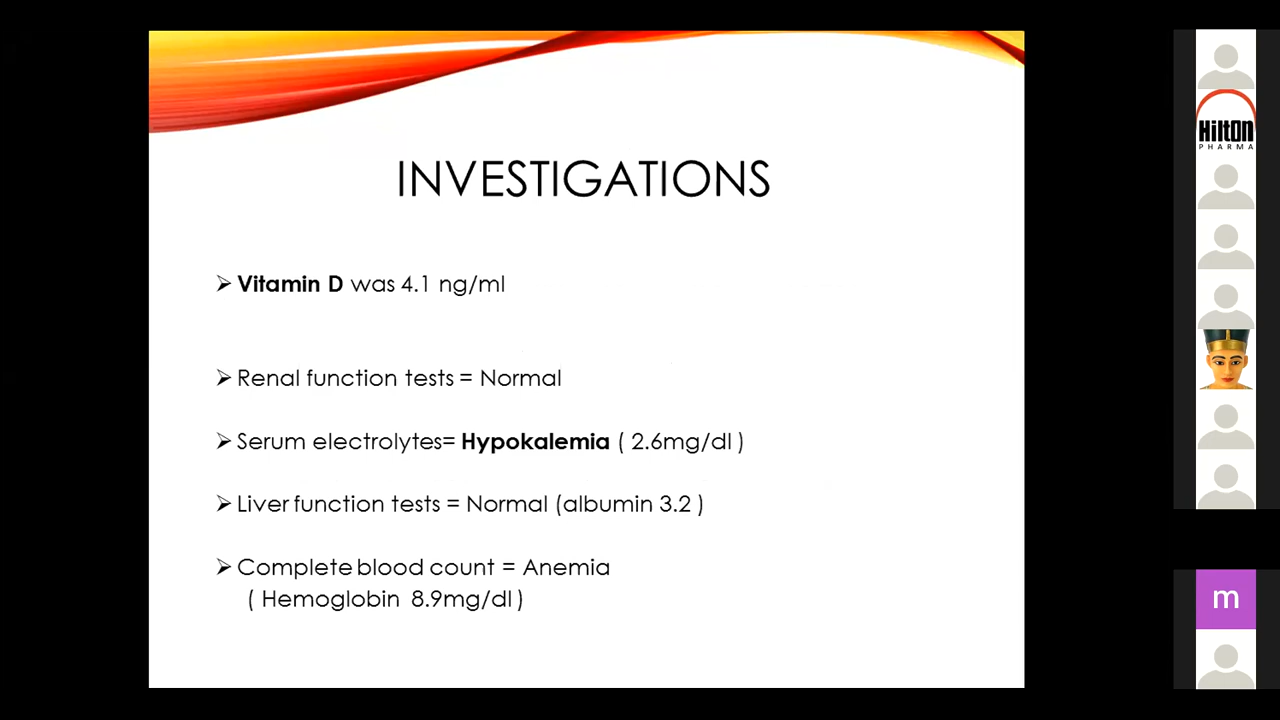 INVESTIGATIONS
➢ Vitamin D was 4.1 ng/ml
➢ Renal function tests = Normal
➢ Serum electrolytes= Hypokalemia ( 2.6mg/dl )
➢ Liver function tests = Normal (albumin 3.2 )
➢ Complete blood count = Anemia
( Hemoglobin 8.9mg/dl )
HiltOn
PHARMA
m